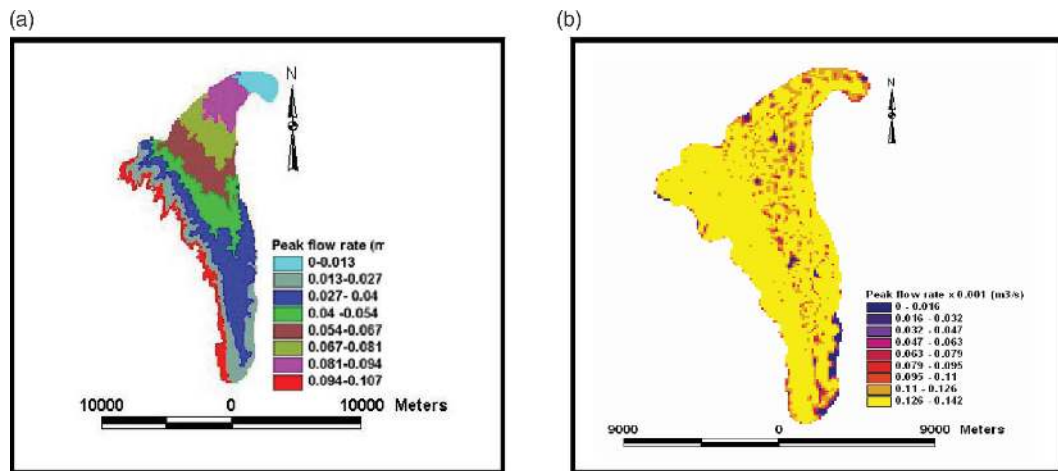 (a)
N
Peak flow rate (m
0-0.013
0.013-0.027
0.027- 0.04
0.04 -0.054
0.054-0.067
0.067-0.081
0.081-0.094
0.094-0.107
10000 0 10000 Meters
(b)
N
Peak flow rate x 0.001 (m3/s)
0 - 0.016
0.016 - 0.032
0.032 - 0.047
0.047 - 0.063
0.063 - 0.079
0.079 - 0.095
0.095 - 0.11
0.11 - 0.126
0.126 - 0.142
9000 0 9000 Meters